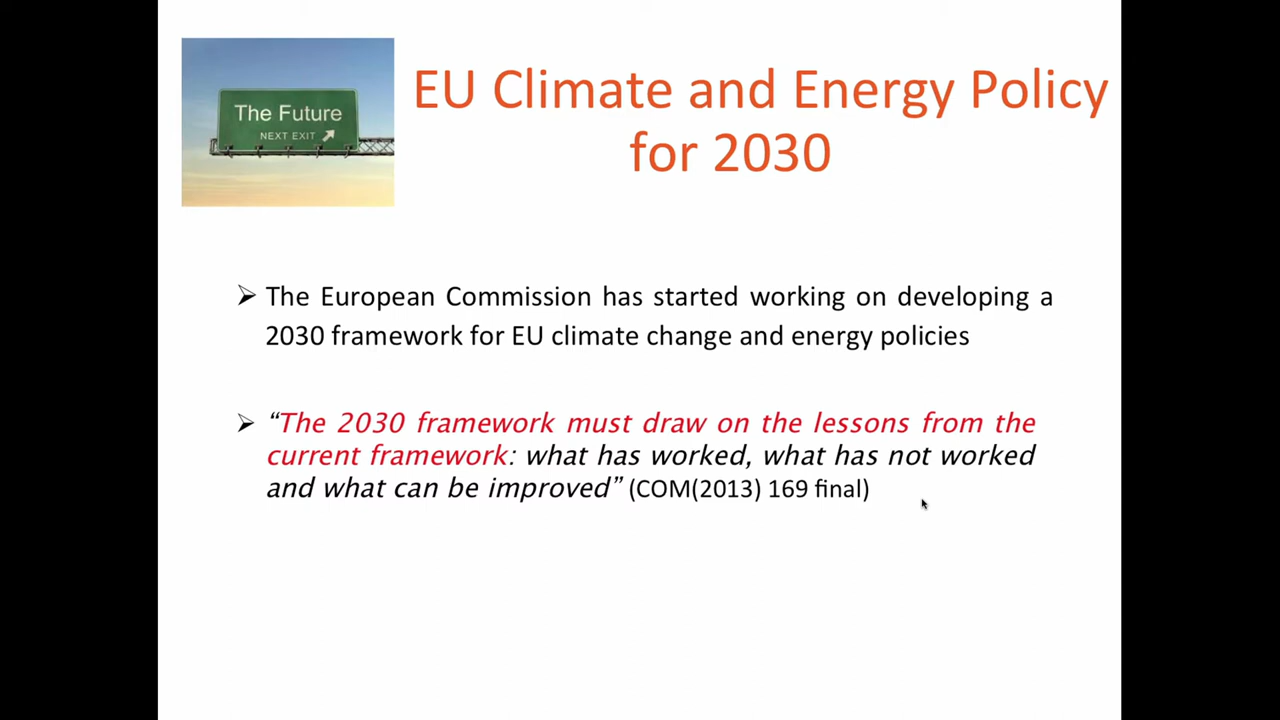 The Future
NEXT EXIT
EU Climate and Energy Policy
for 2030
The European Commission has started working on developing a
2030 framework for EU climate change and energy policies
“The 2030 framework must draw on the lessons from the
current framework: what has worked, what has not worked
and what can be improved” (COM(2013) 169 final)